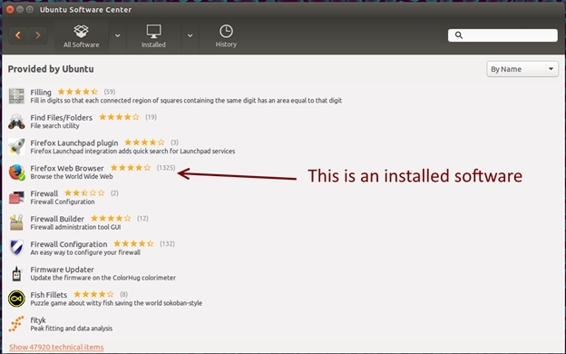 Ubuntu Software Center
All Software
Installed
History
Provided by Ubuntu
By Name
Filling (59)
Fill in digits so that each connected region of squares containing the same digit has an area equal to that digit
Find Files/Folders (19)
File search utility
Firefox Launchpad plugin (3)
Firefox Launchpad integration adds quick search for Launchpad services
Firefox Web Browser (1325)
Browse the World Wide Web
This is an installed software
Firewall (2)
Firewall Configuration
Firewall Builder (12)
Firewall administration tool GUI
Firewall Configuration (132)
An easy way to configure your firewall
Firmware Updater
Update the firmware on the ColorHug colorimeter
Fish Fillets (8)
Puzzle game about witty fish saving the world sokoban-style
fityk
Peak fitting and data analysis
Show 47920 technical items